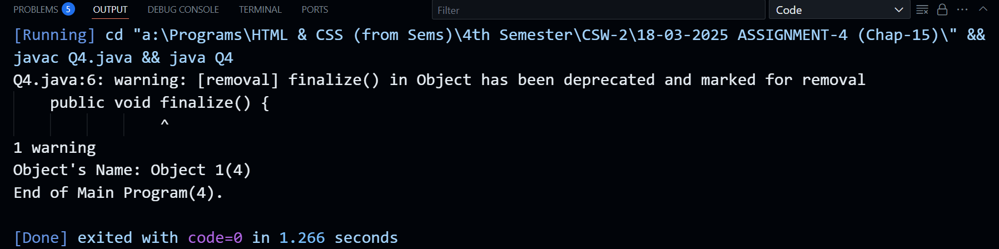 PROBLEMS 5 OUTPUT DEBUG CONSOLE TERMINAL PORTS Filter Code
[Running] cd "a:\Programs\HTML & CSS (from Sems)\4th Semester\CSW-2\18-03-2025 ASSIGNMENT-4 (Chap-15)\" &&
javac Q4.java && java Q4
Q4.java:6: warning: [removal] finalize() in Object has been deprecated and marked for removal
    public void finalize() {
                ^
1 warning
Object's Name: Object 1(4)
End of Main Program(4).
[Done] exited with code=0 in 1.266 seconds